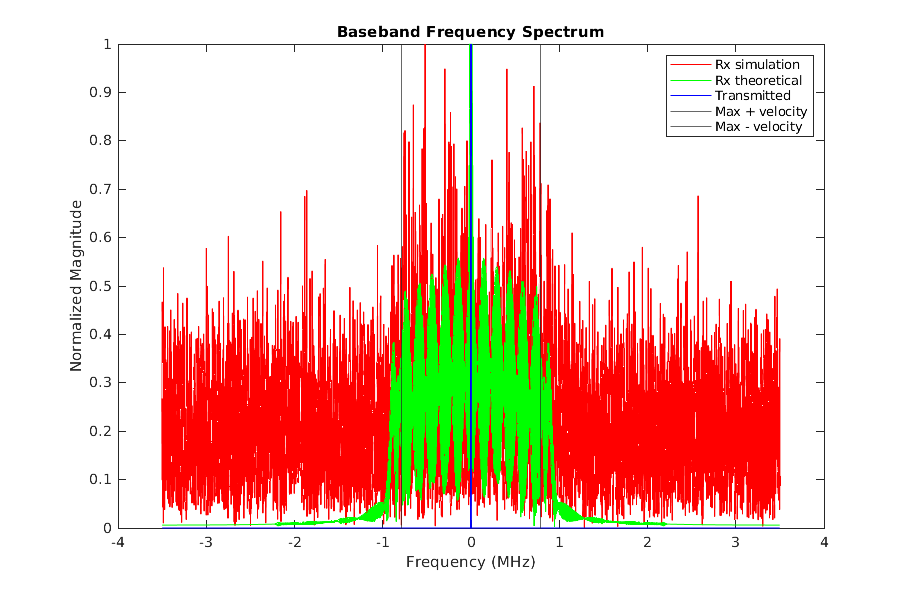 Baseband Frequency Spectrum
Rx simulation
Rx theoretical
Transmitted
Max + velocity
Max - velocity
1
0.9
0.8
0.7
0.6
0.5
0.4
0.3
0.2
0.1
0
Normalized Magnitude
-4 -3 -2 -1 0 1 2 3 4
Frequency (MHz)